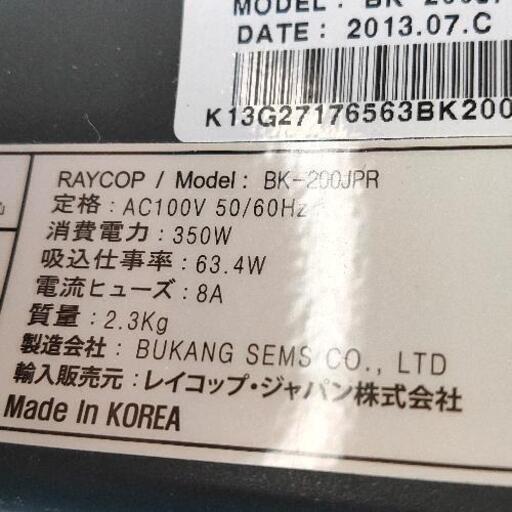 MODEL: BK-200JP
DATE : 2013.07.C
K13G27176563BK200
RAYCOP / Model : BK-200JPR
定格 : AC100V 50/60Hz
消費電力 : 350W
吸込仕事率 : 63.4W
電流ヒューズ : 8A
質量 : 2.3Kg
製造会社 : BUKANG SEMS CO., LTD
輸入販売元 : レイコップ・ジャパン株式会社
Made In KOREA